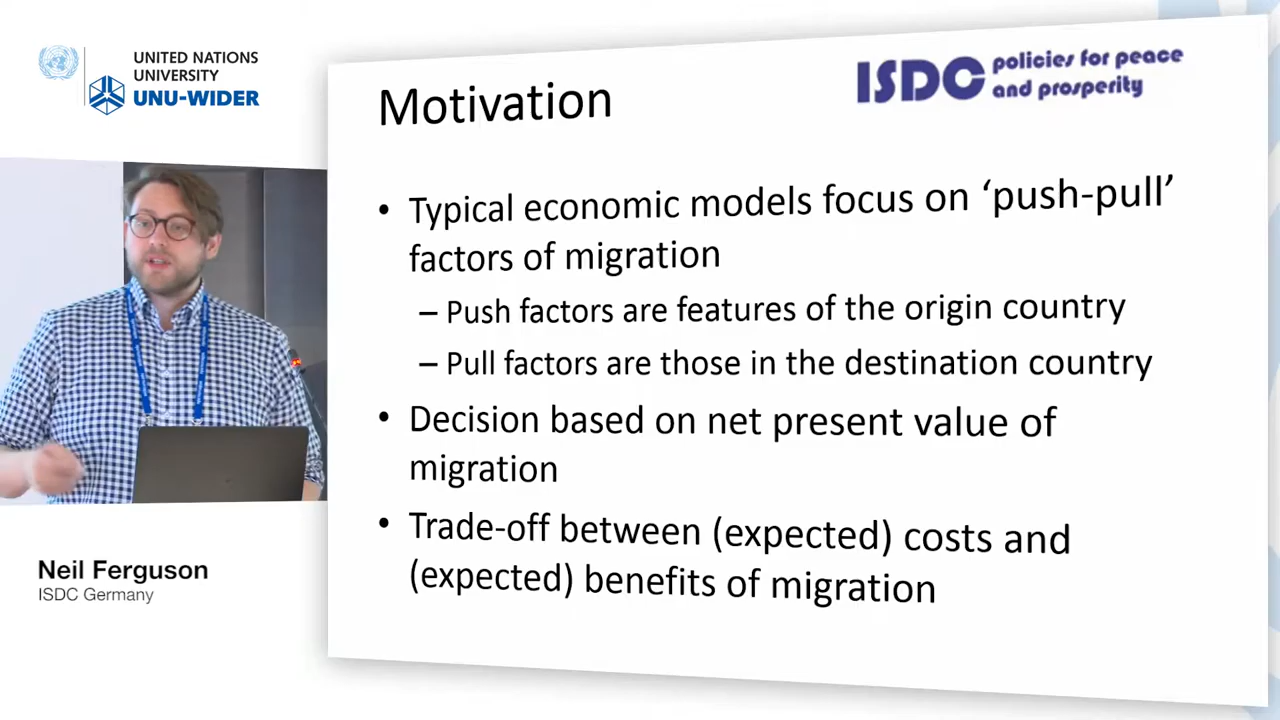 UNITED NATIONS
UNIVERSITY
UNU-WIDER
Neil Ferguson
ISDC Germany
Motivation
ISDC policies for peace
and prosperity
• Typical economic models focus on ‘push-pull’
factors of migration
– Push factors are features of the origin country
– Pull factors are those in the destination country
• Decision based on net present value of
migration
• Trade-off between (expected) costs and
(expected) benefits of migration